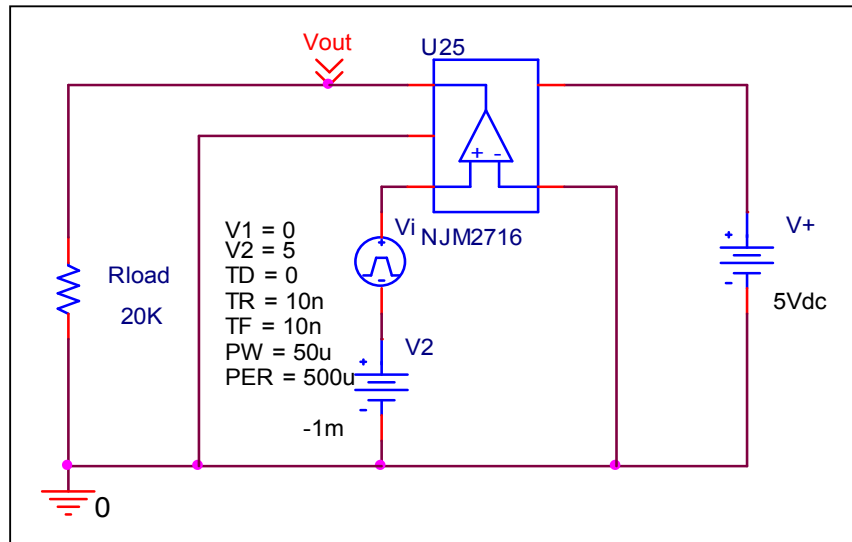 Vout
U25
+ -
Vi
NJM2716
V1 = 0
V2 = 5
TD = 0
TR = 10n
TF = 10n
PW = 50u
PER = 500u
+
-
Rload
20K
+
V2
-
-1m
+
V+
-
5Vdc
0